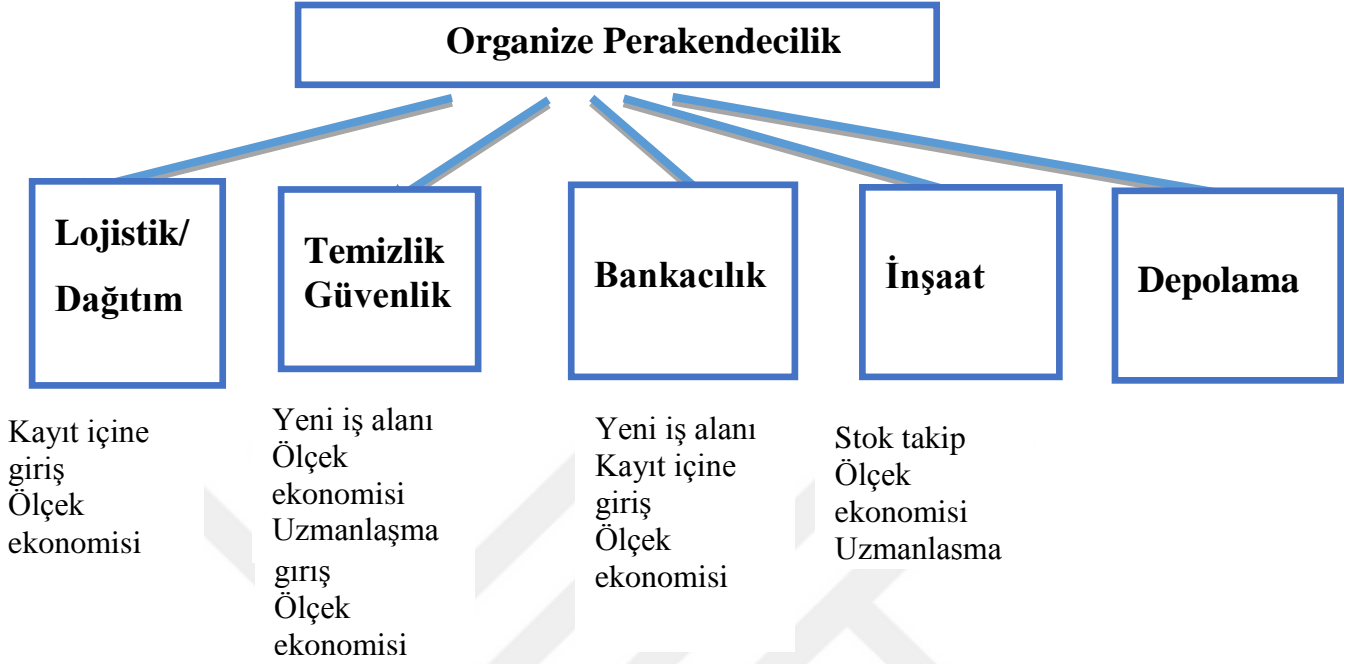 Organize Perakendecilik
Lojistik/
Dağıtım
Temizlik
Güvenlik
Bankacılık
İnşaat
Depolama
Kayıt içine
giriş
Ölçek
ekonomisi
Yeni iş alanı
Ölçek
ekonomisi
Uzmanlaşma
gırış
Ölçek
ekonomisi
Yeni iş alanı
Kayıt içine
giriş
Ölçek
ekonomisi
Stok takip
Ölçek
ekonomisi
Uzmanlasma